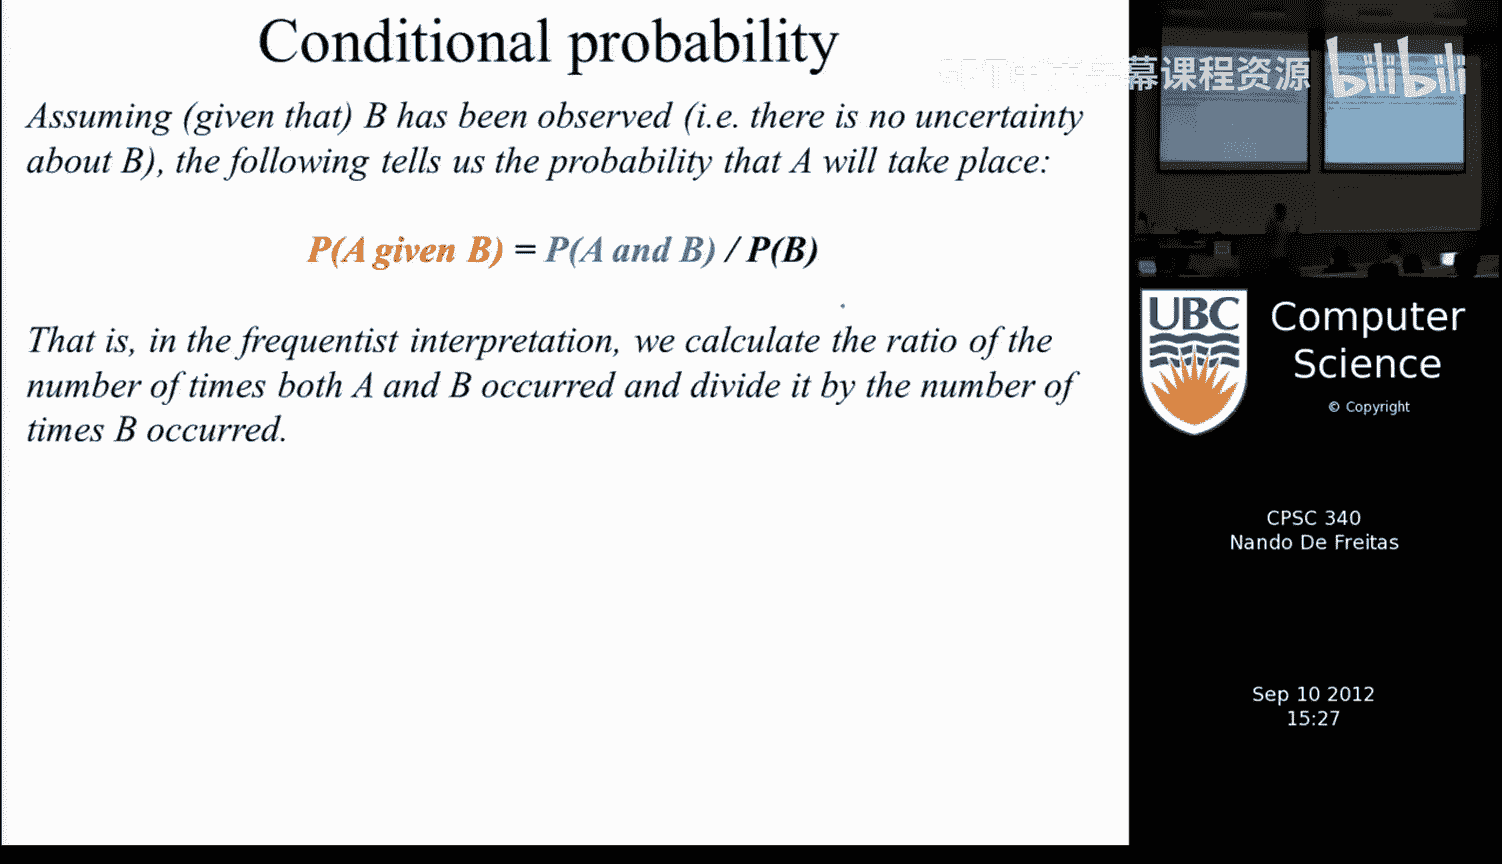 Conditional probability
Assuming (given that) B has been observed (i.e. there is no uncertainty
about B), the following tells us the probability that A will take place:
P(A given B) = P(A and B) / P(B)
That is, in the frequentist interpretation, we calculate the ratio of the
number of times both A and B occurred and divide it by the number of
times B occurred.
幕课程资源
bilibili
UBC
Computer
Science
© Copyright
CPSC 340
Nando De Freitas
Sep 10 2012
15:27